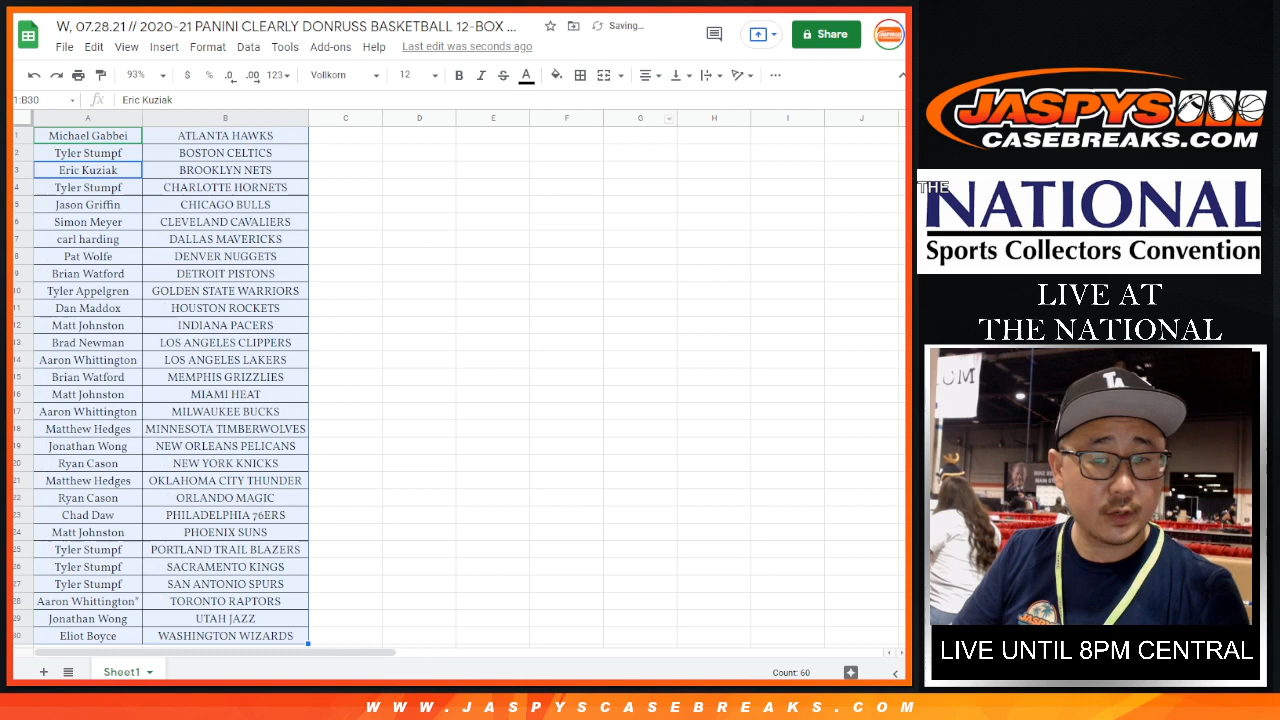 W, 07.28.21 // 2020-21 PANINI CLEARLY DONRUSS BASKETBALL 12-BOX ...
Saving...
File Edit View Insert Format Data Tools Add-ons Help Last edit was seconds ago
Share
93% $ % .0 .00 123 Vollkorn 12 B I S A
1:B30 fx Eric Kuziak
A B C D E F G H I J
1 Michael Gabbei ATLANTA HAWKS
2 Tyler Stumpf BOSTON CELTICS
3 Eric Kuziak BROOKLYN NETS
4 Tyler Stumpf CHARLOTTE HORNETS
5 Jason Griffin CHICAGO BULLS
6 Simon Meyer CLEVELAND CAVALIERS
7 carl harding DALLAS MAVERICKS
8 Pat Wolfe DENVER NUGGETS
9 Brian Watford DETROIT PISTONS
10 Tyler Appelgren GOLDEN STATE WARRIORS
11 Dan Maddox HOUSTON ROCKETS
12 Matt Johnston INDIANA PACERS
13 Brad Newman LOS ANGELES CLIPPERS
14 Aaron Whittington LOS ANGELES LAKERS
15 Brian Watford MEMPHIS GRIZZLIES
16 Matt Johnston MIAMI HEAT
17 Aaron Whittington MILWAUKEE BUCKS
18 Matthew Hedges MINNESOTA TIMBERWOLVES
19 Jonathan Wong NEW ORLEANS PELICANS
20 Ryan Cason NEW YORK KNICKS
21 Matthew Hedges OKLAHOMA CITY THUNDER
22 Ryan Cason ORLANDO MAGIC
23 Chad Daw PHILADELPHIA 76ERS
24 Matt Johnston PHOENIX SUNS
25 Tyler Stumpf PORTLAND TRAIL BLAZERS
26 Tyler Stumpf SACRAMENTO KINGS
27 Tyler Stumpf SAN ANTONIO SPURS
28 Aaron Whittington* TORONTO RAPTORS
29 Jonathan Wong UTAH JAZZ
30 Eliot Boyce WASHINGTON WIZARDS
Sheet1
Count: 60
JASPYS
CASEBREAKS.COM
THE
NATIONAL
Sports Collectors Convention
LIVE AT
THE NATIONAL
LIVE UNTIL 8PM CENTRAL
WWW.JASPYSCASEBREAKS.COM